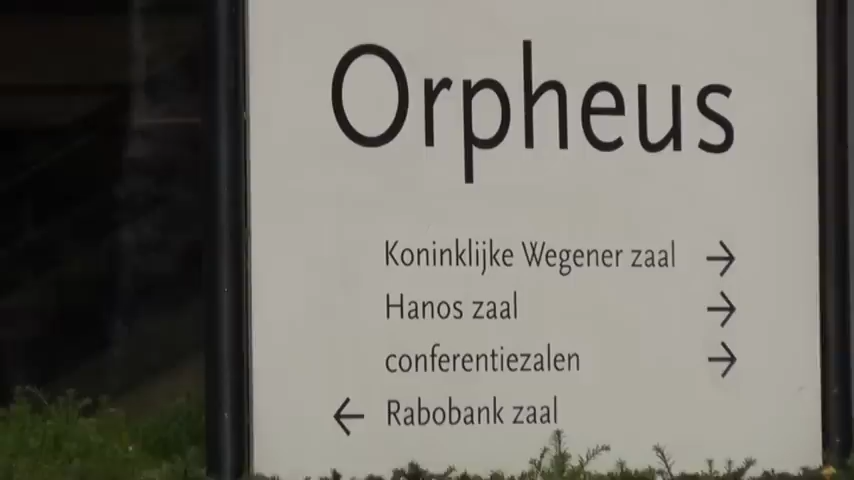 Orpheus
Koninklijke Wegener zaal →
Hanos zaal →
conferentiezalen →
← Rabobank zaal